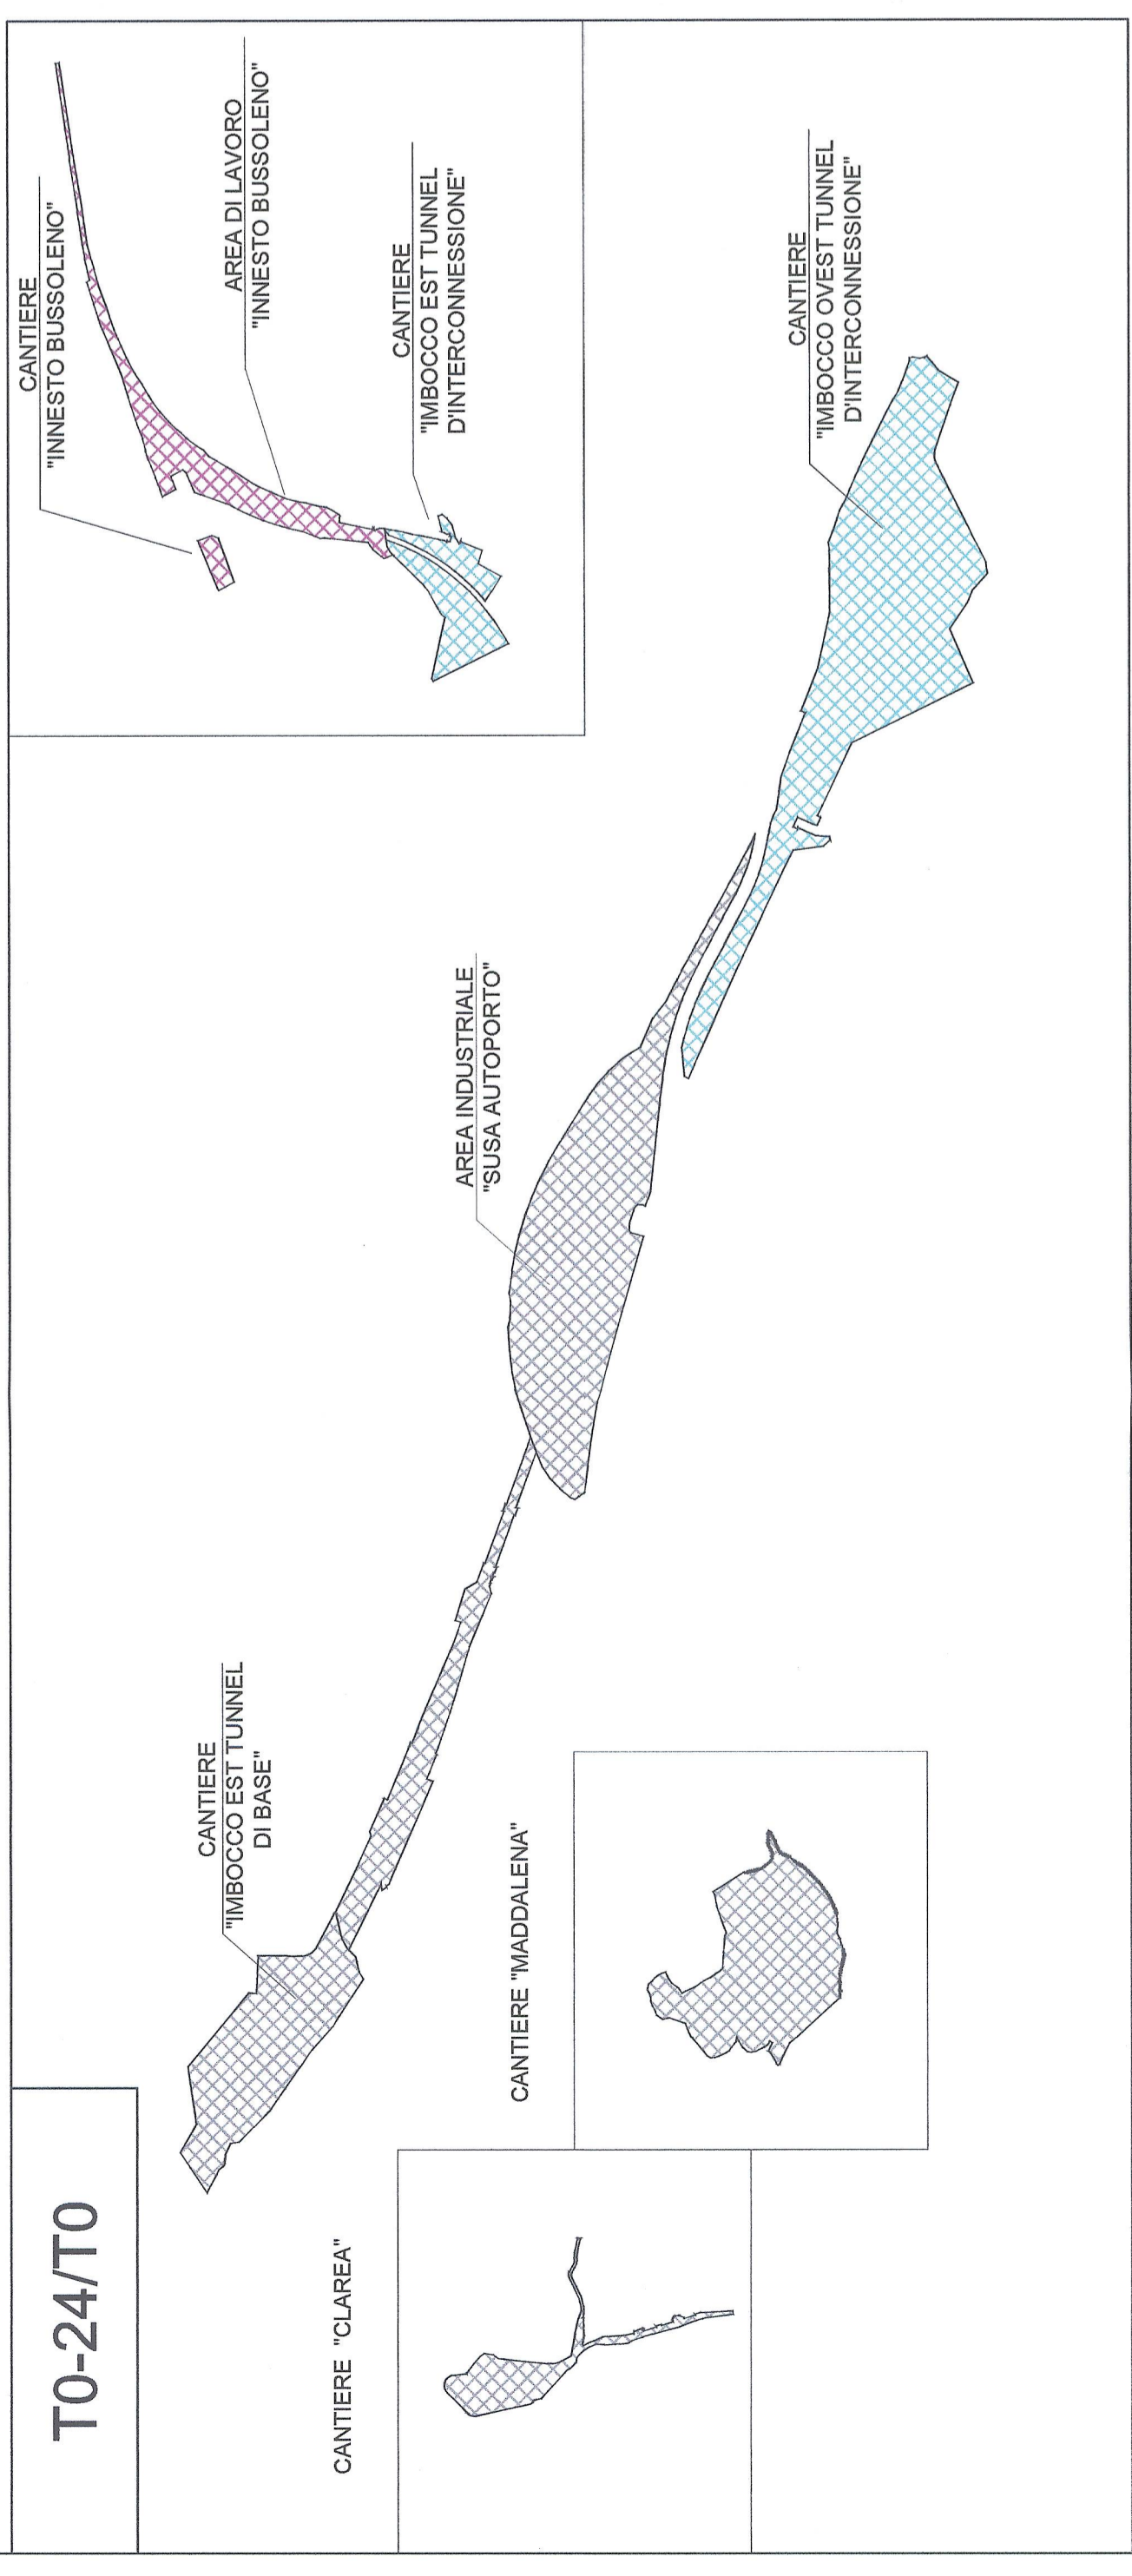 T0-24/T0
CANTIERE "CLAREA"
CANTIERE "MADDALENA"
CANTIERE
"IMBOCCO EST TUNNEL
DI BASE"
AREA INDUSTRIALE
"SUSA AUTOPORTO"
CANTIERE
"IMBOCCO OVEST TUNNEL
D'INTERCONNESSIONE"
CANTIERE
"INNESTO BUSSOLENO"
AREA DI LAVORO
"INNESTO BUSSOLENO"
CANTIERE
"IMBOCCO EST TUNNEL
D'INTERCONNESSIONE"